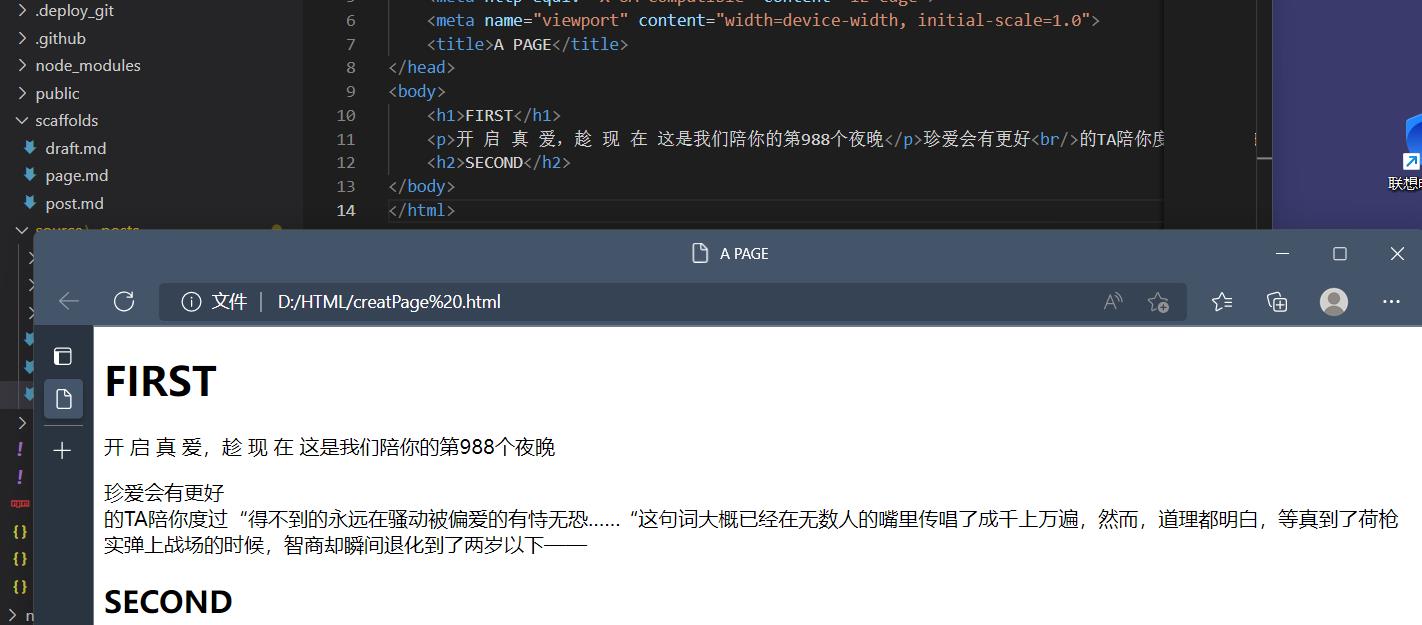 .deploy_git
.github
node_modules
public
scaffolds
draft.md
page.md
post.md
6 <meta name="viewport" content="width=device-width, initial-scale=1.0">
7 <title>A PAGE</title>
8 </head>
9 <body>
10 <h1>FIRST</h1>
11 <p>开 启 真 爱，趁 现 在 这是我们陪你的第988个夜晚</p>珍爱会有更好<br/>的TA陪你度
12 <h2>SECOND</h2>
13 </body>
14 </html>
联想
A PAGE
文件 | D:/HTML/creatPage%20.html
FIRST
开 启 真 爱，趁 现 在 这是我们陪你的第988个夜晚
珍爱会有更好
的TA陪你度过“得不到的永远在骚动被偏爱的有恃无恐……“这句词大概已经在无数人的嘴里传唱了成千上万遍，然而，道理都明白，等真到了荷枪
实弹上战场的时候，智商却瞬间退化到了两岁以下——
SECOND